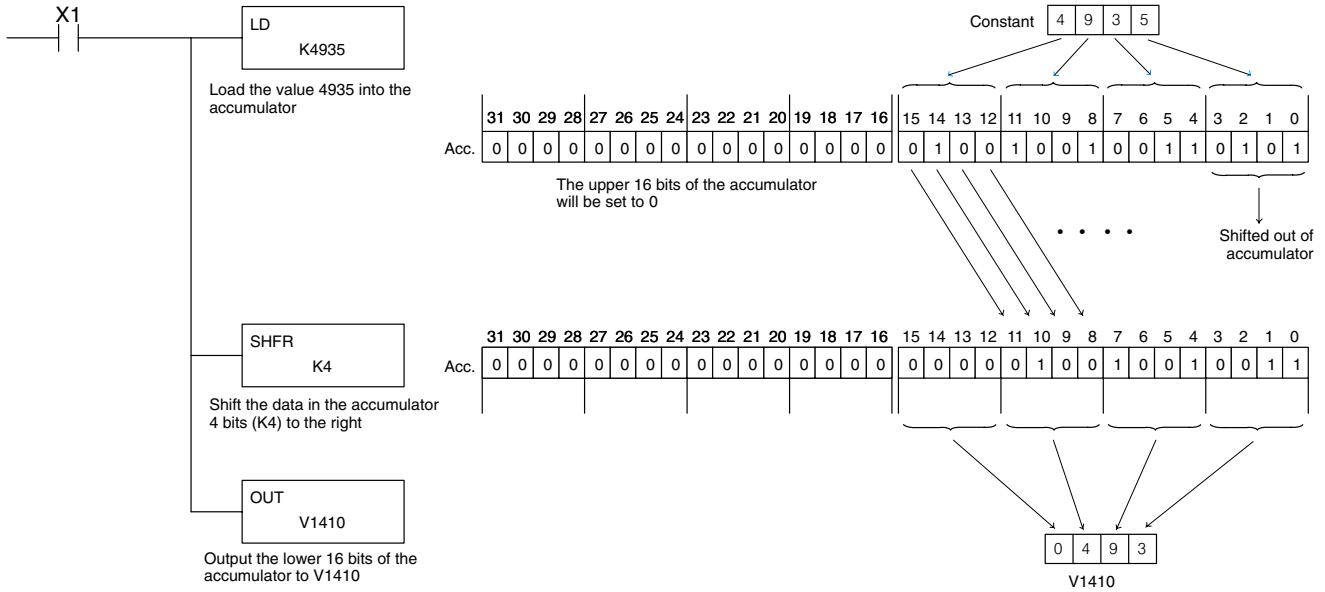 X1
LD
K4935
Load the value 4935 into the
accumulator
Constant 4 9 3 5
31 30 29 28 27 26 25 24 23 22 21 20 19 18 17 16 15 14 13 12 11 10 9 8 7 6 5 4 3 2 1 0
Acc. 0 0 0 0 0 0 0 0 0 0 0 0 0 0 0 0 0 1 0 0 1 0 0 1 0 0 1 1 0 1 0 1
The upper 16 bits of the accumulator
will be set to 0
Shifted out of
accumulator
SHFR
K4
Shift the data in the accumulator
4 bits (K4) to the right
31 30 29 28 27 26 25 24 23 22 21 20 19 18 17 16 15 14 13 12 11 10 9 8 7 6 5 4 3 2 1 0
Acc. 0 0 0 0 0 0 0 0 0 0 0 0 0 0 0 0 0 0 0 0 0 1 0 0 1 0 0 1 0 0 1 1
OUT
V1410
Output the lower 16 bits of the
accumulator to V1410
0 4 9 3
V1410